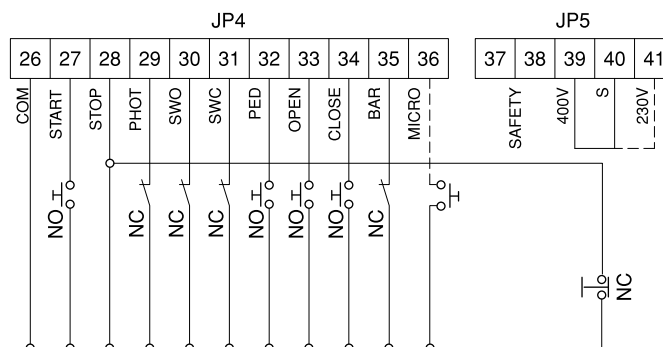 JP4 JP5
26 27 28 29 30 31 32 33 34 35 36 37 38 39 40 41
COM START STOP PHOT SWO SWC PED OPEN CLOSE BAR MICRO SAFETY 400V S 230V
NO NC NC NC NO NO NO NC
NC